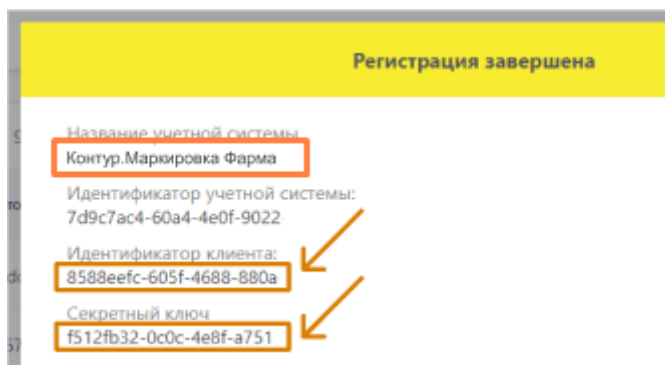 Регистрация завершена
Название учетной системы
Контур.Маркировка Фарма
Идентификатор учетной системы:
7d9c7ac4-60a4-4e0f-9022
Идентификатор клиента:
8588eefc-605f-4688-880a
Секретный ключ
f512fb32-0c0c-4e8f-a751